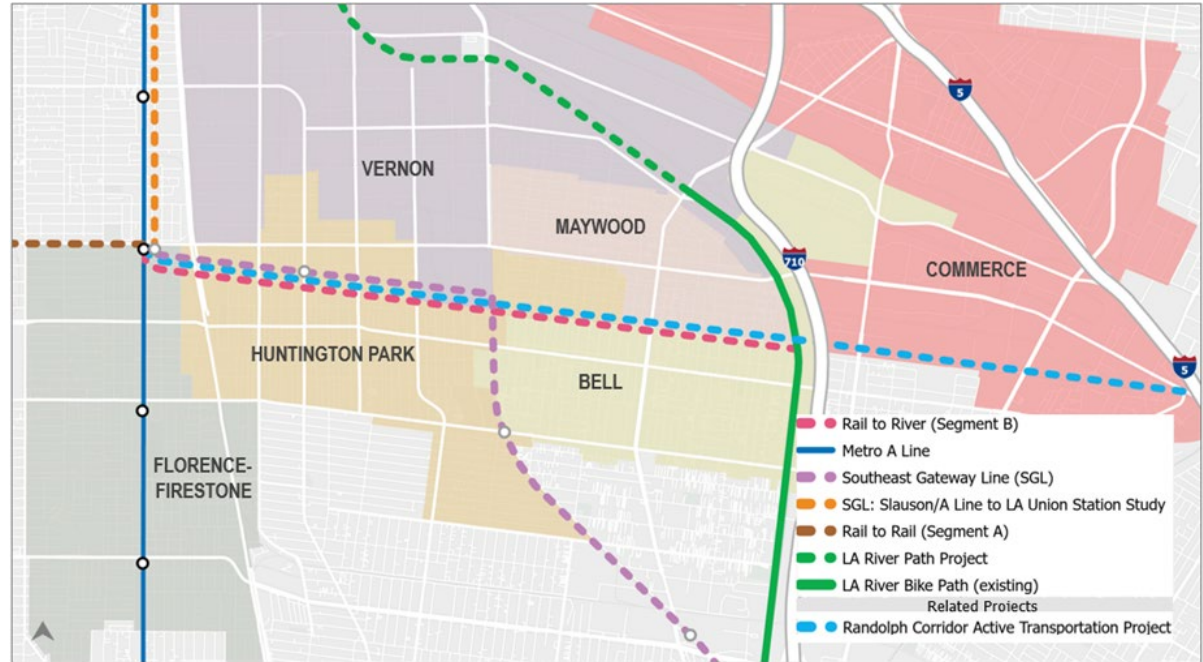 5
VERNON
MAYWOOD
710
COMMERCE
HUNTINGTON PARK
BELL
5
FLORENCE-
FIRESTONE
Rail to River (Segment B)
Metro A Line
Southeast Gateway Line (SGL)
SGL: Slauson/A Line to LA Union Station Study
Rail to Rail (Segment A)
LA River Path Project
LA River Bike Path (existing)
Related Projects
Randolph Corridor Active Transportation Project